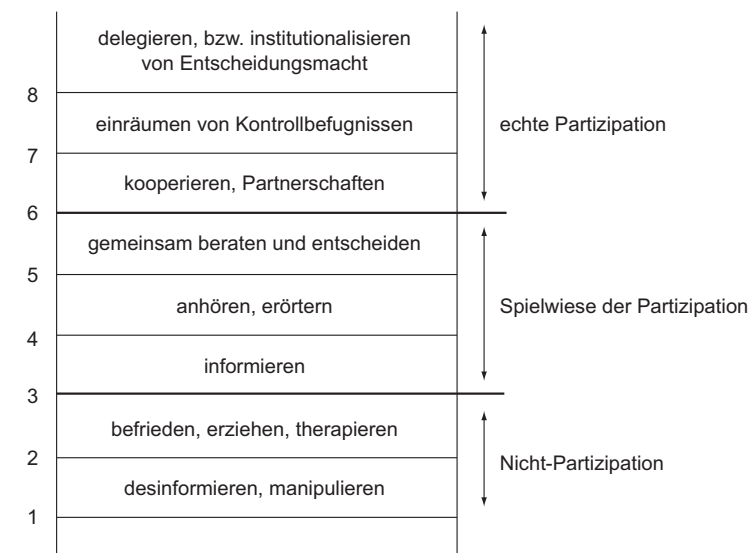 delegieren, bzw. institutionalisieren
von Entscheidungsmacht
8
einräumen von Kontrollbefugnissen
echte Partizipation
7
kooperieren, Partnerschaften
6
gemeinsam beraten und entscheiden
5
anhören, erörtern
Spielwiese der Partizipation
4
informieren
3
befrieden, erziehen, therapieren
2
Nicht-Partizipation
desinformieren, manipulieren
1